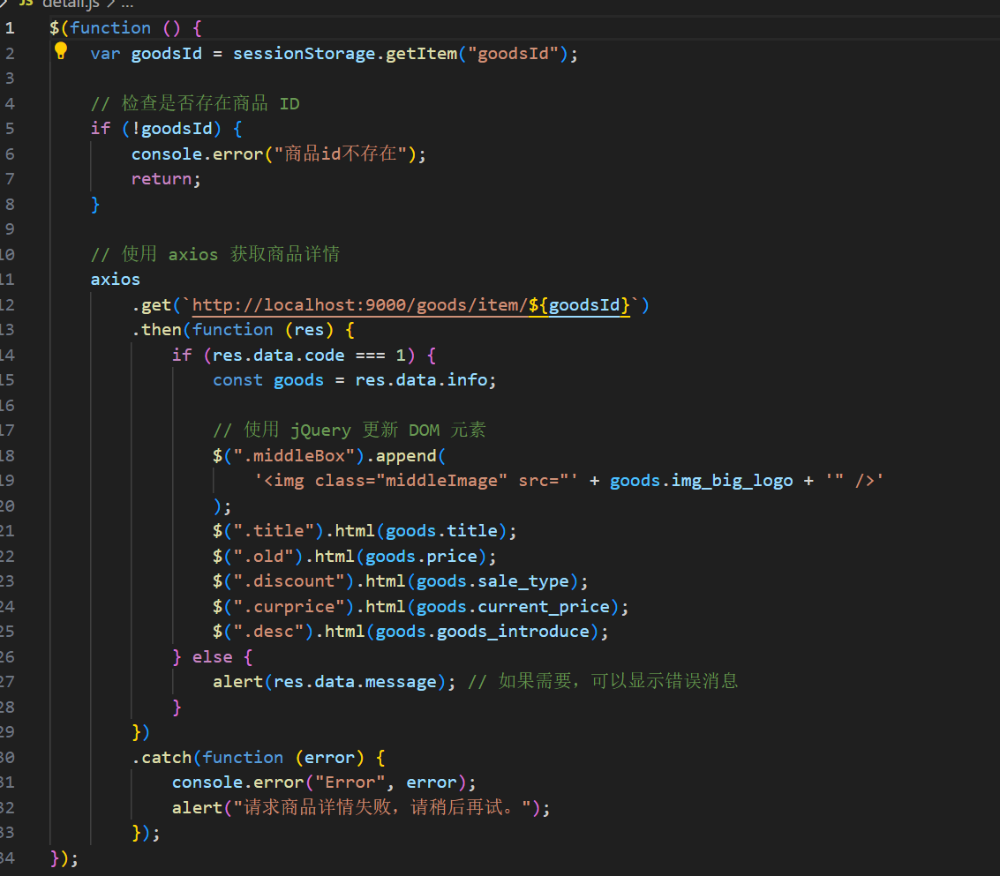 detail.js > ...
1 $(function () {
2 var goodsId = sessionStorage.getItem("goodsId");
3
4 // 检查是否存在商品 ID
5 if (!goodsId) {
6 console.error("商品id不存在");
7 return;
8 }
9
10 // 使用 axios 获取商品详情
11 axios
12 .get(`http://localhost:9000/goods/item/${goodsId}`)
13 .then(function (res) {
14 if (res.data.code === 1) {
15 const goods = res.data.info;
16
17 // 使用 jQuery 更新 DOM 元素
18 $(".middleBox").append(
19 '<img class="middleImage" src="' + goods.img_big_logo + '" />'
20 );
21 $(".title").html(goods.title);
22 $(".old").html(goods.price);
23 $(".discount").html(goods.sale_type);
24 $(".curprice").html(goods.current_price);
25 $(".desc").html(goods.goods_introduce);
26 } else {
27 alert(res.data.message); // 如果需要，可以显示错误消息
28 }
29 })
30 .catch(function (error) {
31 console.error("Error", error);
32 alert("请求商品详情失败，请稍后再试。");
33 });
34 });